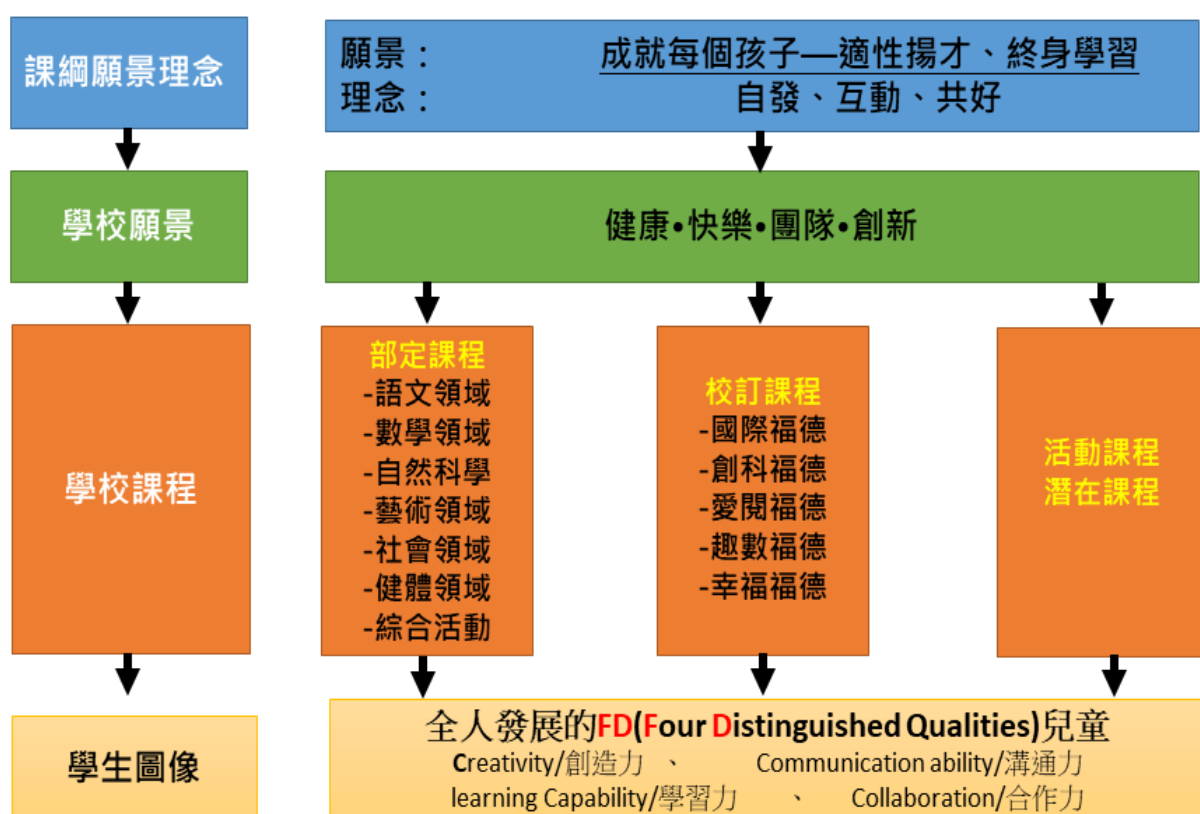 課綱願景理念
願景： 成就每個孩子—適性揚才、終身學習
理念： 自發、互動、共好
學校願景
健康•快樂•團隊•創新
學校課程
部定課程
-語文領域
-數學領域
-自然科學
-藝術領域
-社會領域
-健體領域
-綜合活動
校訂課程
-國際福德
-創科福德
-愛閱福德
-趣數福德
-幸福福德
活動課程
潛在課程
學生圖像
全人發展的FD(Four Distinguished Qualities)兒童
Creativity/創造力 、 Communication ability/溝通力
learning Capability/學習力 、 Collaboration/合作力